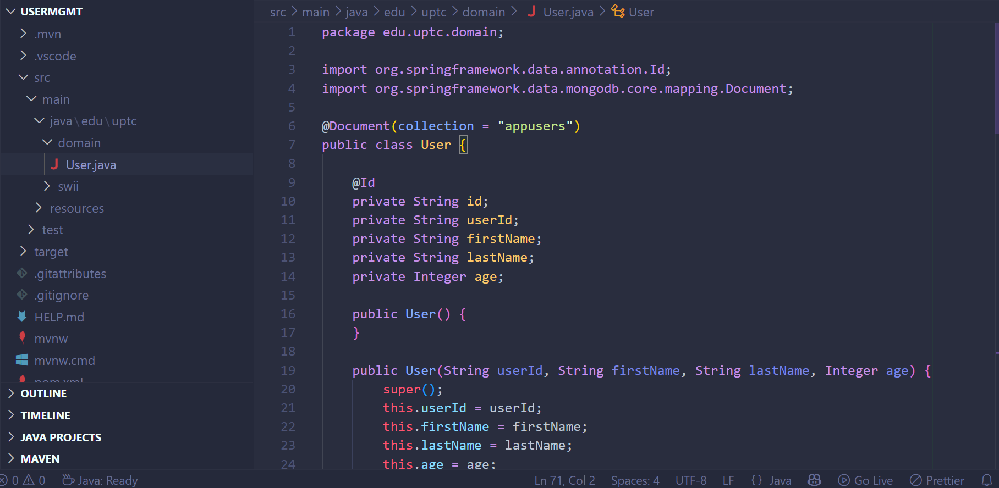 USERMGMT
.mvn
.vscode
src
main
java\edu\uptc
domain
User.java
swii
resources
test
target
.gitattributes
.gitignore
HELP.md
mvnw
mvnw.cmd
pom.xml
OUTLINE
TIMELINE
JAVA PROJECTS
MAVEN
src > main > java > edu > uptc > domain > J User.java > User
1 package edu.uptc.domain;
2
3 import org.springframework.data.annotation.Id;
4 import org.springframework.data.mongodb.core.mapping.Document;
5
6 @Document(collection = "appusers")
7 public class User {
8
9 @Id
10 private String id;
11 private String userId;
12 private String firstName;
13 private String lastName;
14 private Integer age;
15
16 public User() {
17 }
18
19 public User(String userId, String firstName, String lastName, Integer age) {
20 super();
21 this.userId = userId;
22 this.firstName = firstName;
23 this.lastName = lastName;
24 this.age = age;
0 0 Java: Ready Ln 71, Col 2 Spaces: 4 UTF-8 LF {} Java Go Live Prettier